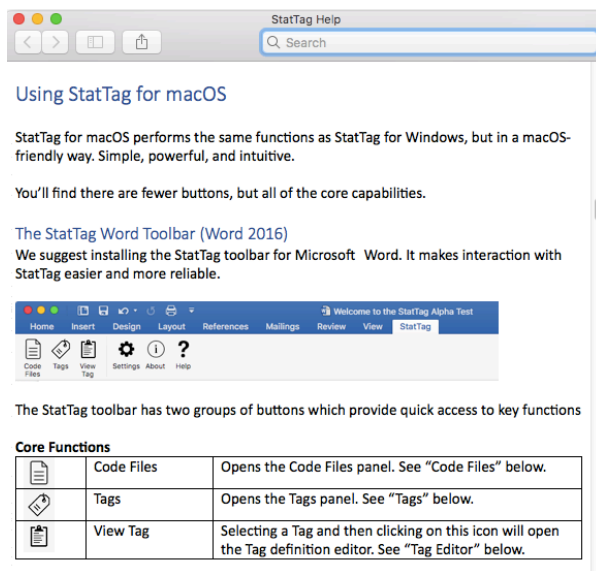 StatTag Help
Search
Using StatTag for macOS
StatTag for macOS performs the same functions as StatTag for Windows, but in a macOS-
friendly way. Simple, powerful, and intuitive.
You'll find there are fewer buttons, but all of the core capabilities.
The StatTag Word Toolbar (Word 2016)
We suggest installing the StatTag toolbar for Microsoft Word. It makes interaction with
StatTag easier and more reliable.
Welcome to the StatTag Alpha Test
Home Insert Design Layout References Mailings Review View StatTag
Code Files Tags View Tag Settings About Help
The StatTag toolbar has two groups of buttons which provide quick access to key functions
Core Functions
Code Files Opens the Code Files panel. See “Code Files” below.
Tags Opens the Tags panel. See “Tags” below.
View Tag Selecting a Tag and then clicking on this icon will open
the Tag definition editor. See “Tag Editor” below.